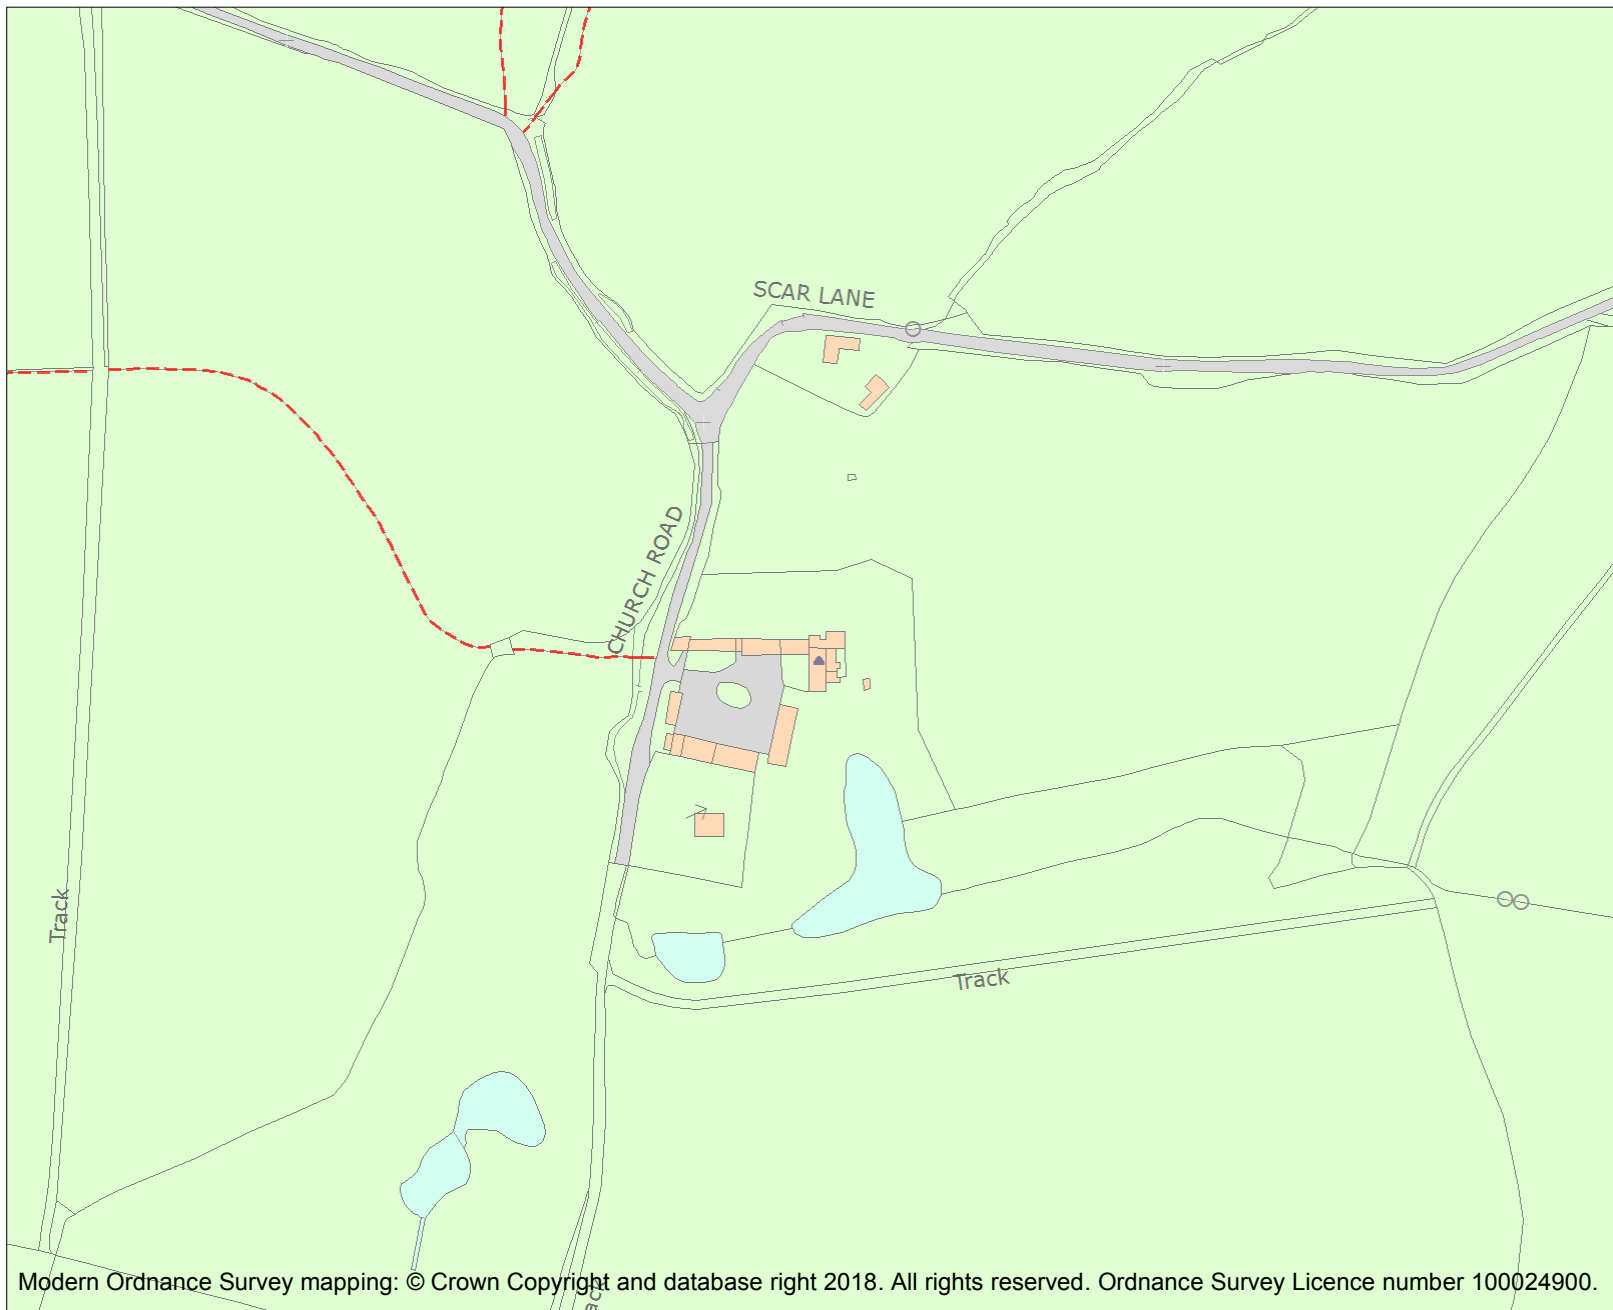 SCAR LANE
CHURCH ROAD
Track
Track
Modern Ordnance Survey mapping: © Crown Copyright and database right 2018. All rights reserved. Ordnance Survey Licence number 100024900.